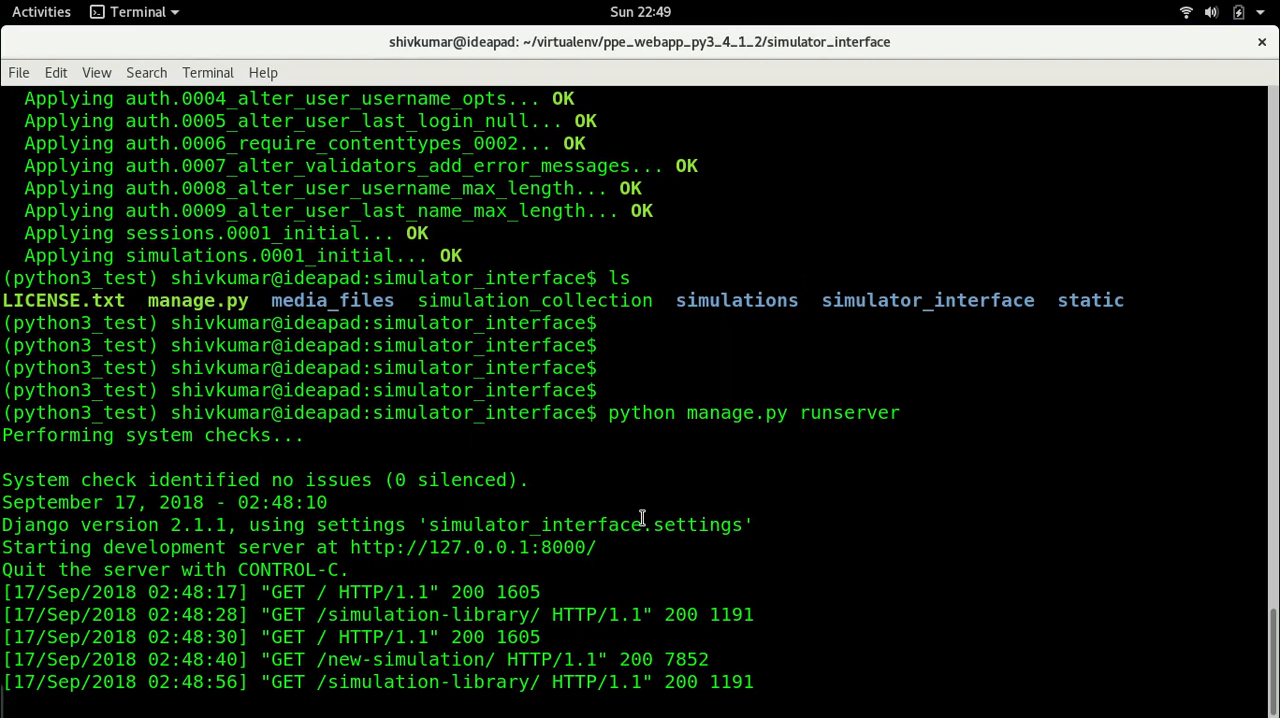 Activities Terminal Sun 22:49
shivkumar@ideapad: ~/virtualenv/ppe_webapp_py3_4_1_2/simulator_interface ×
File Edit View Search Terminal Help
Applying auth.0004_alter_user_username_opts... OK
Applying auth.0005_alter_user_last_login_null... OK
Applying auth.0006_require_contenttypes_0002... OK
Applying auth.0007_alter_validators_add_error_messages... OK
Applying auth.0008_alter_user_username_max_length... OK
Applying auth.0009_alter_user_last_name_max_length... OK
Applying sessions.0001_initial... OK
Applying simulations.0001_initial... OK
(python3_test) shivkumar@ideapad:simulator_interface$ ls
LICENSE.txt manage.py media_files simulation_collection simulations simulator_interface static
(python3_test) shivkumar@ideapad:simulator_interface$
(python3_test) shivkumar@ideapad:simulator_interface$
(python3_test) shivkumar@ideapad:simulator_interface$
(python3_test) shivkumar@ideapad:simulator_interface$
(python3_test) shivkumar@ideapad:simulator_interface$ python manage.py runserver
Performing system checks...
System check identified no issues (0 silenced).
September 17, 2018 - 02:48:10
Django version 2.1.1, using settings 'simulator_interface.settings'
Starting development server at http://127.0.0.1:8000/
Quit the server with CONTROL-C.
[17/Sep/2018 02:48:17] "GET / HTTP/1.1" 200 1605
[17/Sep/2018 02:48:28] "GET /simulation-library/ HTTP/1.1" 200 1191
[17/Sep/2018 02:48:30] "GET / HTTP/1.1" 200 1605
[17/Sep/2018 02:48:40] "GET /new-simulation/ HTTP/1.1" 200 7852
[17/Sep/2018 02:48:56] "GET /simulation-library/ HTTP/1.1" 200 1191